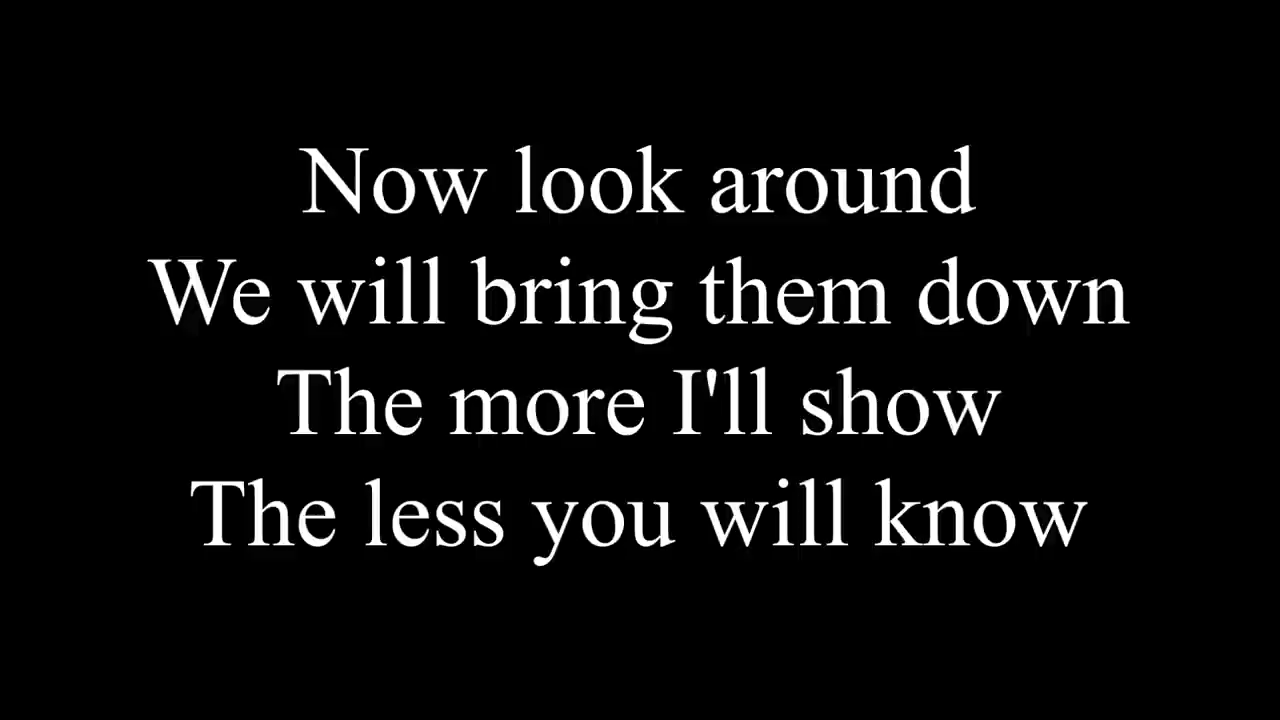 Now look around
We will bring them down
The more I'll show
The less you will know